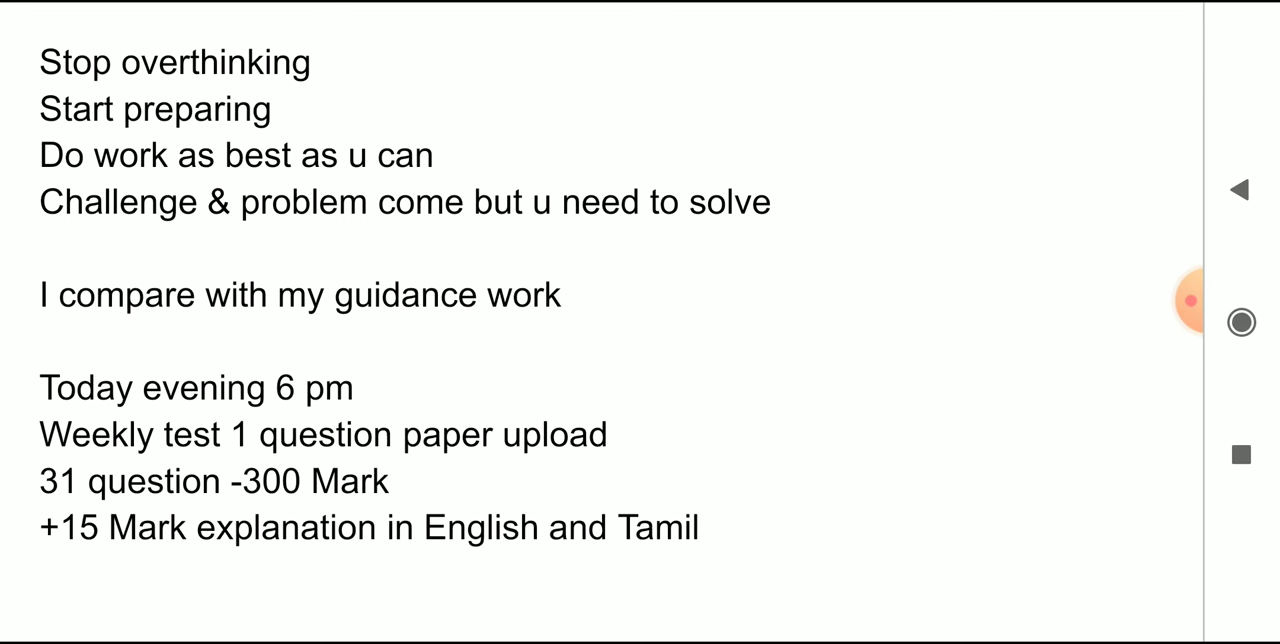 Stop overthinking
Start preparing
Do work as best as u can
Challenge & problem come but u need to solve
I compare with my guidance work
Today evening 6 pm
Weekly test 1 question paper upload
31 question -300 Mark
+15 Mark explanation in English and Tamil